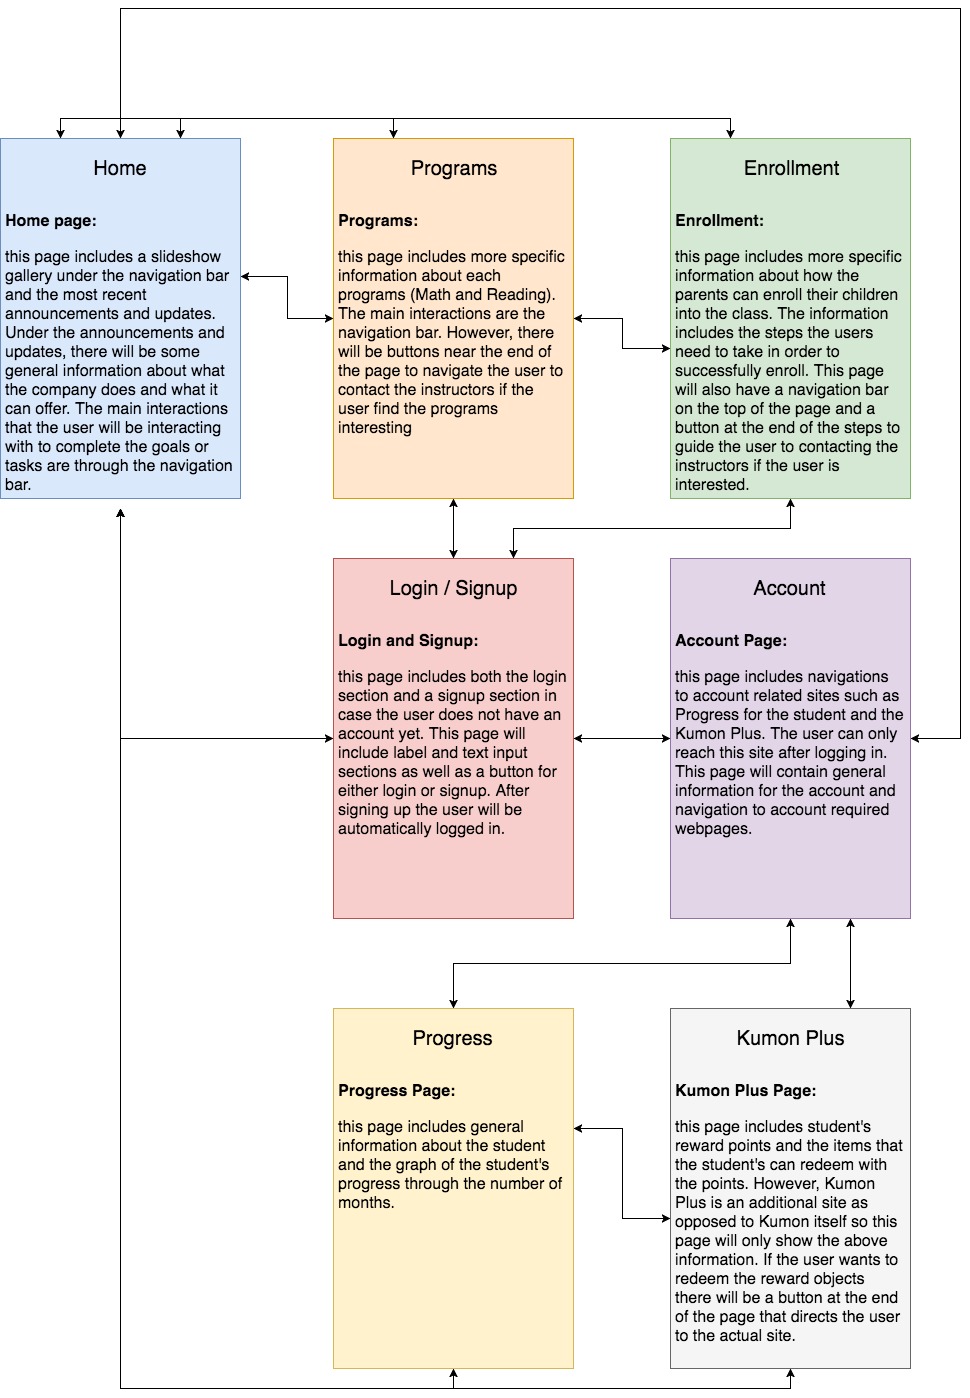 Home
Home page:
this page includes a slideshow
gallery under the navigation bar
and the most recent
announcements and updates.
Under the announcements and
updates, there will be some
general information about what
the company does and what it
can offer. The main interactions
that the user will be interacting
with to complete the goals or
tasks are through the navigation
bar.
Programs
Programs:
this page includes more specific
information about each
programs (Math and Reading).
The main interactions are the
navigation bar. However, there
will be buttons near the end of
the page to navigate the user to
contact the instructors if the
user find the programs
interesting
Enrollment
Enrollment:
this page includes more specific
information about how the
parents can enroll their children
into the class. The information
includes the steps the users
need to take in order to
successfully enroll. This page
will also have a navigation bar
on the top of the page and a
button at the end of the steps to
guide the user to contacting the
instructors if the user is
interested.
Login / Signup
Login and Signup:
this page includes both the login
section and a signup section in
case the user does not have an
account yet. This page will
include label and text input
sections as well as a button for
either login or signup. After
signing up the user will be
automatically logged in.
Account
Account Page:
this page includes navigations
to account related sites such as
Progress for the student and the
Kumon Plus. The user can only
reach this site after logging in.
This page will contain general
information for the account and
navigation to account required
webpages.
Progress
Progress Page:
this page includes general
information about the student
and the graph of the student's
progress through the number of
months.
Kumon Plus
Kumon Plus Page:
this page includes student's
reward points and the items that
the student's can redeem with
the points. However, Kumon
Plus is an additional site as
opposed to Kumon itself so this
page will only show the above
information. If the user wants to
redeem the reward objects
there will be a button at the end
of the page that directs the user
to the actual site.